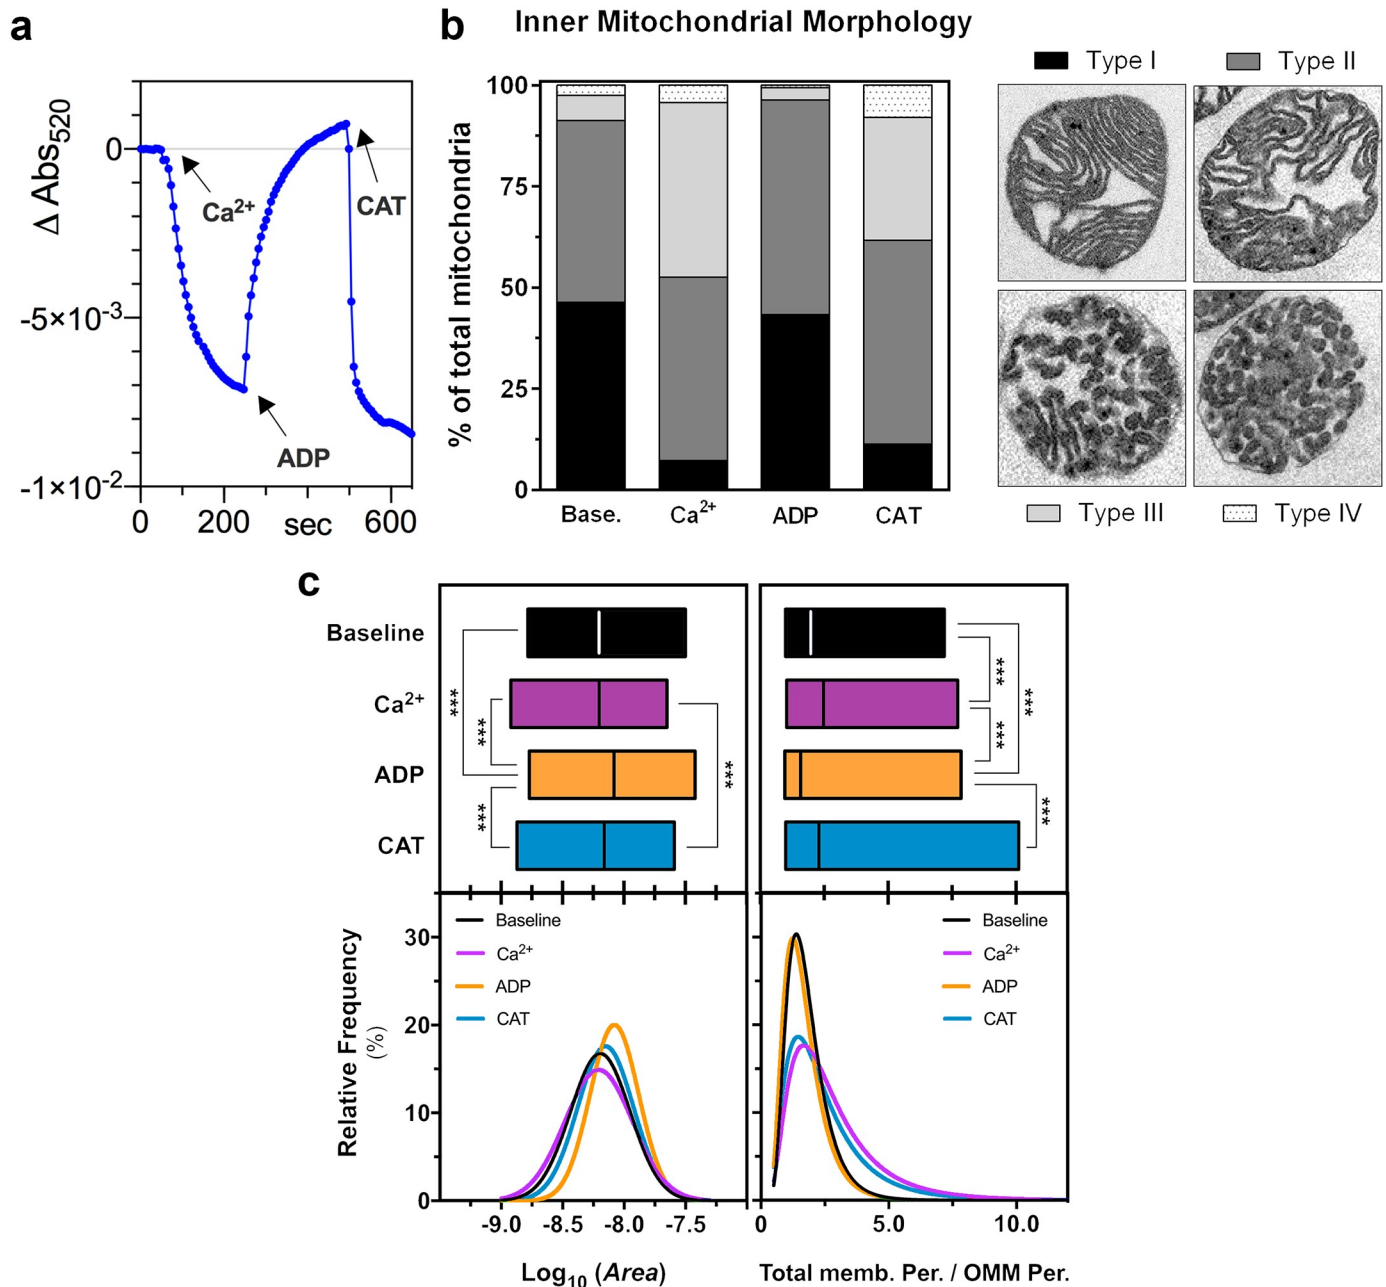 a
Δ Abs520
0
-5×10-3
-1×10-2
Ca2+
ADP
CAT
0 200 sec 600
b Inner Mitochondrial Morphology
% of total mitochondria
100
75
50
25
0
Base. Ca2+ ADP CAT
Type I Type II
Type III Type IV
c
Baseline
Ca2+
ADP
CAT
***
***
***
***
***
***
***
***
Relative Frequency
(%)
30
20
10
0
Baseline
Ca2+
ADP
CAT
-9.0 -8.5 -8.0 -7.5
Log10 (Area)
Baseline
Ca2+
ADP
CAT
0 5.0 10.0
Total memb. Per. / OMM Per.